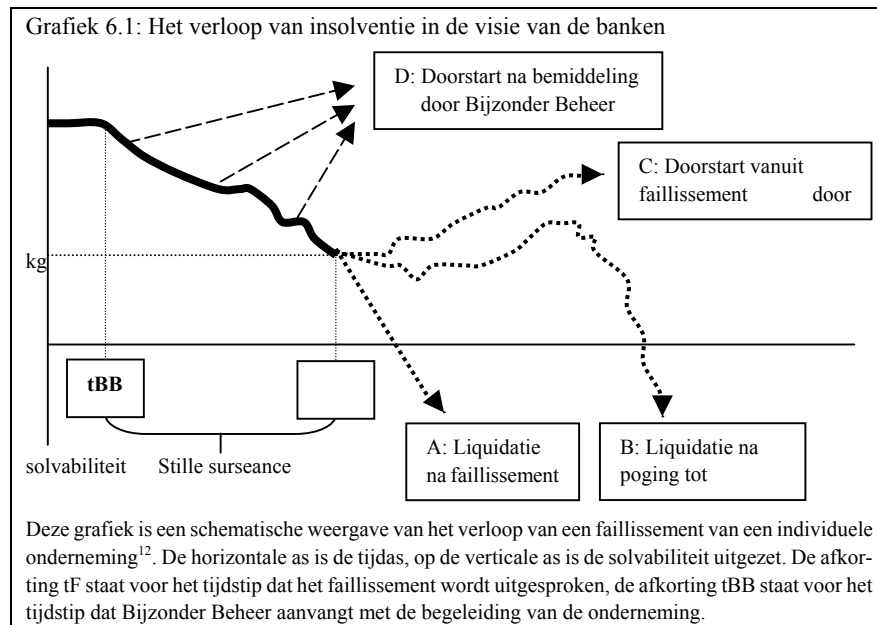 Grafiek 6.1: Het verloop van insolventie in de visie van de banken
D: Doorstart na bemiddeling
door Bijzonder Beheer
C: Doorstart vanuit
faillissement door
kg
tBB
A: Liquidatie
na faillissement
B: Liquidatie na
poging tot
solvabiliteit
Stille surseance
Deze grafiek is een schematische weergave van het verloop van een faillissement van een individuele
onderneming¹². De horizontale as is de tijdas, op de verticale as is de solvabiliteit uitgezet. De afkor-
ting tF staat voor het tijdstip dat het faillissement wordt uitgesproken, de afkorting tBB staat voor het
tijdstip dat Bijzonder Beheer aanvangt met de begeleiding van de onderneming.